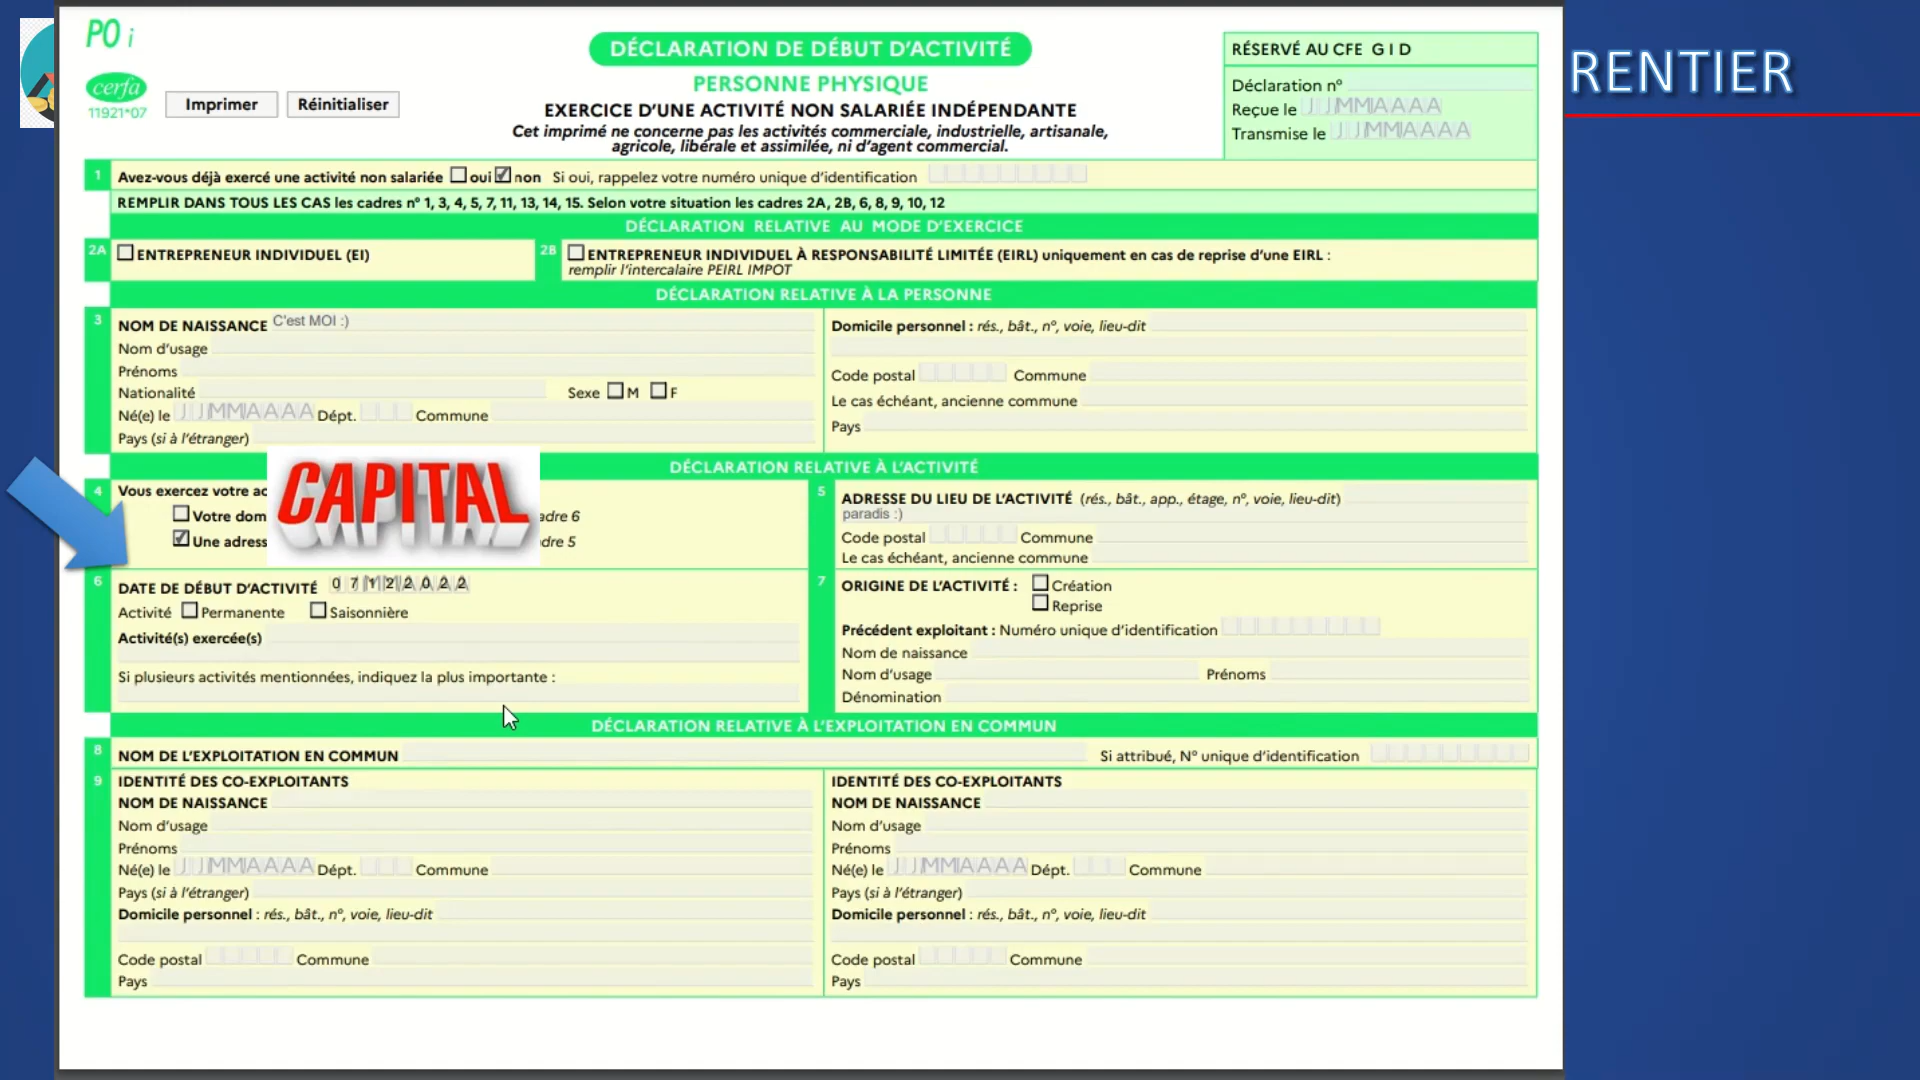 PO i
DÉCLARATION DE DÉBUT D'ACTIVITÉ
RÉSERVÉ AU CFE G I D
RENTIER
PERSONNE PHYSIQUE
cerfa
11921*07
Imprimer
Réinitialiser
EXERCICE D'UNE ACTIVITÉ NON SALARIÉE INDÉPENDANTE
Cet imprimé ne concerne pas les activités commerciale, industrielle, artisanale,
agricole, libérale et assimilée, ni d'agent commercial.
Déclaration nº
Reçue le JJMMAAAA
Transmise le JJMMAAAA
1 Avez-vous déjà exercé une activité non salariée oui non Si oui, rappelez votre numéro unique d'identification
REMPLIR DANS TOUS LES CAS les cadres nº 1, 3, 4, 5, 7, 11, 13, 14, 15. Selon votre situation les cadres 2A, 2B, 6, 8, 9, 10, 12
DÉCLARATION RELATIVE AU MODE D'EXERCICE
2A ENTREPRENEUR INDIVIDUEL (EI)
2B ENTREPRENEUR INDIVIDUEL À RESPONSABILITÉ LIMITÉE (EIRL) uniquement en cas de reprise d'une EIRL :
remplir l'intercalaire PEIRL IMPOT
DÉCLARATION RELATIVE À LA PERSONNE
3 NOM DE NAISSANCE C'est MOI :)
Nom d'usage
Prénoms
Nationalité Sexe M F
Né(e) le JJMMAAAA Dépt. Commune
Pays (si à l'étranger)
Domicile personnel : rés., bât., nº, voie, lieu-dit
Code postal Commune
Le cas échéant, ancienne commune
Pays
DÉCLARATION RELATIVE À L'ACTIVITÉ
4 Vous exercez votre ac
Votre dom adre 6
Une adress dre 5
CAPITAL
5 ADRESSE DU LIEU DE L'ACTIVITÉ (rés., bât., app., étage, nº, voie, lieu-dit)
paradis :)
Code postal Commune
Le cas échéant, ancienne commune
6 DATE DE DÉBUT D'ACTIVITÉ 07122022
Activité Permanente Saisonnière
Activité(s) exercée(s)
Si plusieurs activités mentionnées, indiquez la plus importante :
7 ORIGINE DE L'ACTIVITÉ : Création
Reprise
Précédent exploitant : Numéro unique d'identification
Nom de naissance
Nom d'usage Prénoms
Dénomination
DÉCLARATION RELATIVE À L'EXPLOITATION EN COMMUN
8 NOM DE L'EXPLOITATION EN COMMUN Si attribué, Nº unique d'identification
9 IDENTITÉ DES CO-EXPLOITANTS
NOM DE NAISSANCE
Nom d'usage
Prénoms
Né(e) le JJMMAAAA Dépt. Commune
Pays (si à l'étranger)
Domicile personnel : rés., bât., nº, voie, lieu-dit
Code postal Commune
Pays
IDENTITÉ DES CO-EXPLOITANTS
NOM DE NAISSANCE
Nom d'usage
Prénoms
Né(e) le JJMMAAAA Dépt. Commune
Pays (si à l'étranger)
Domicile personnel : rés., bât., nº, voie, lieu-dit
Code postal Commune
Pays